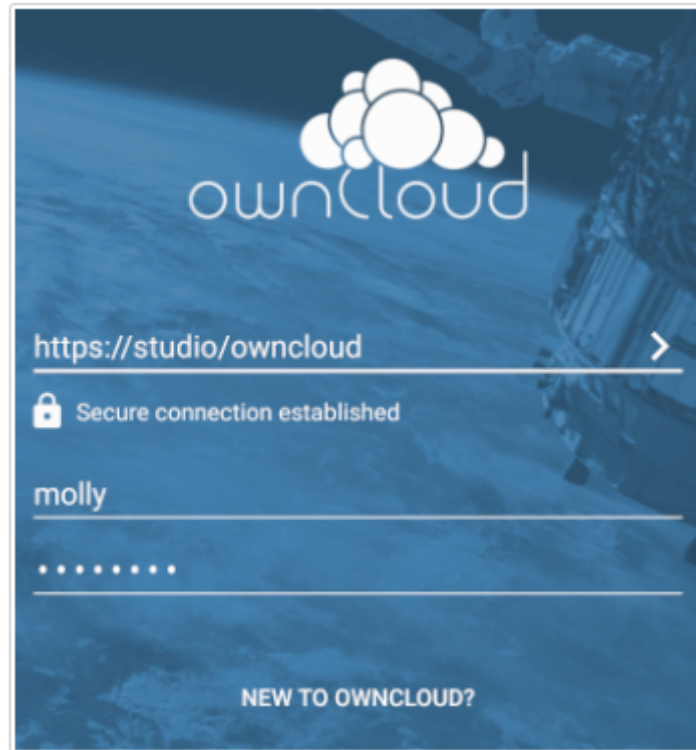 ownCloud
https://studio/owncloud
Secure connection established
molly
••••••••
NEW TO OWNCLOUD?